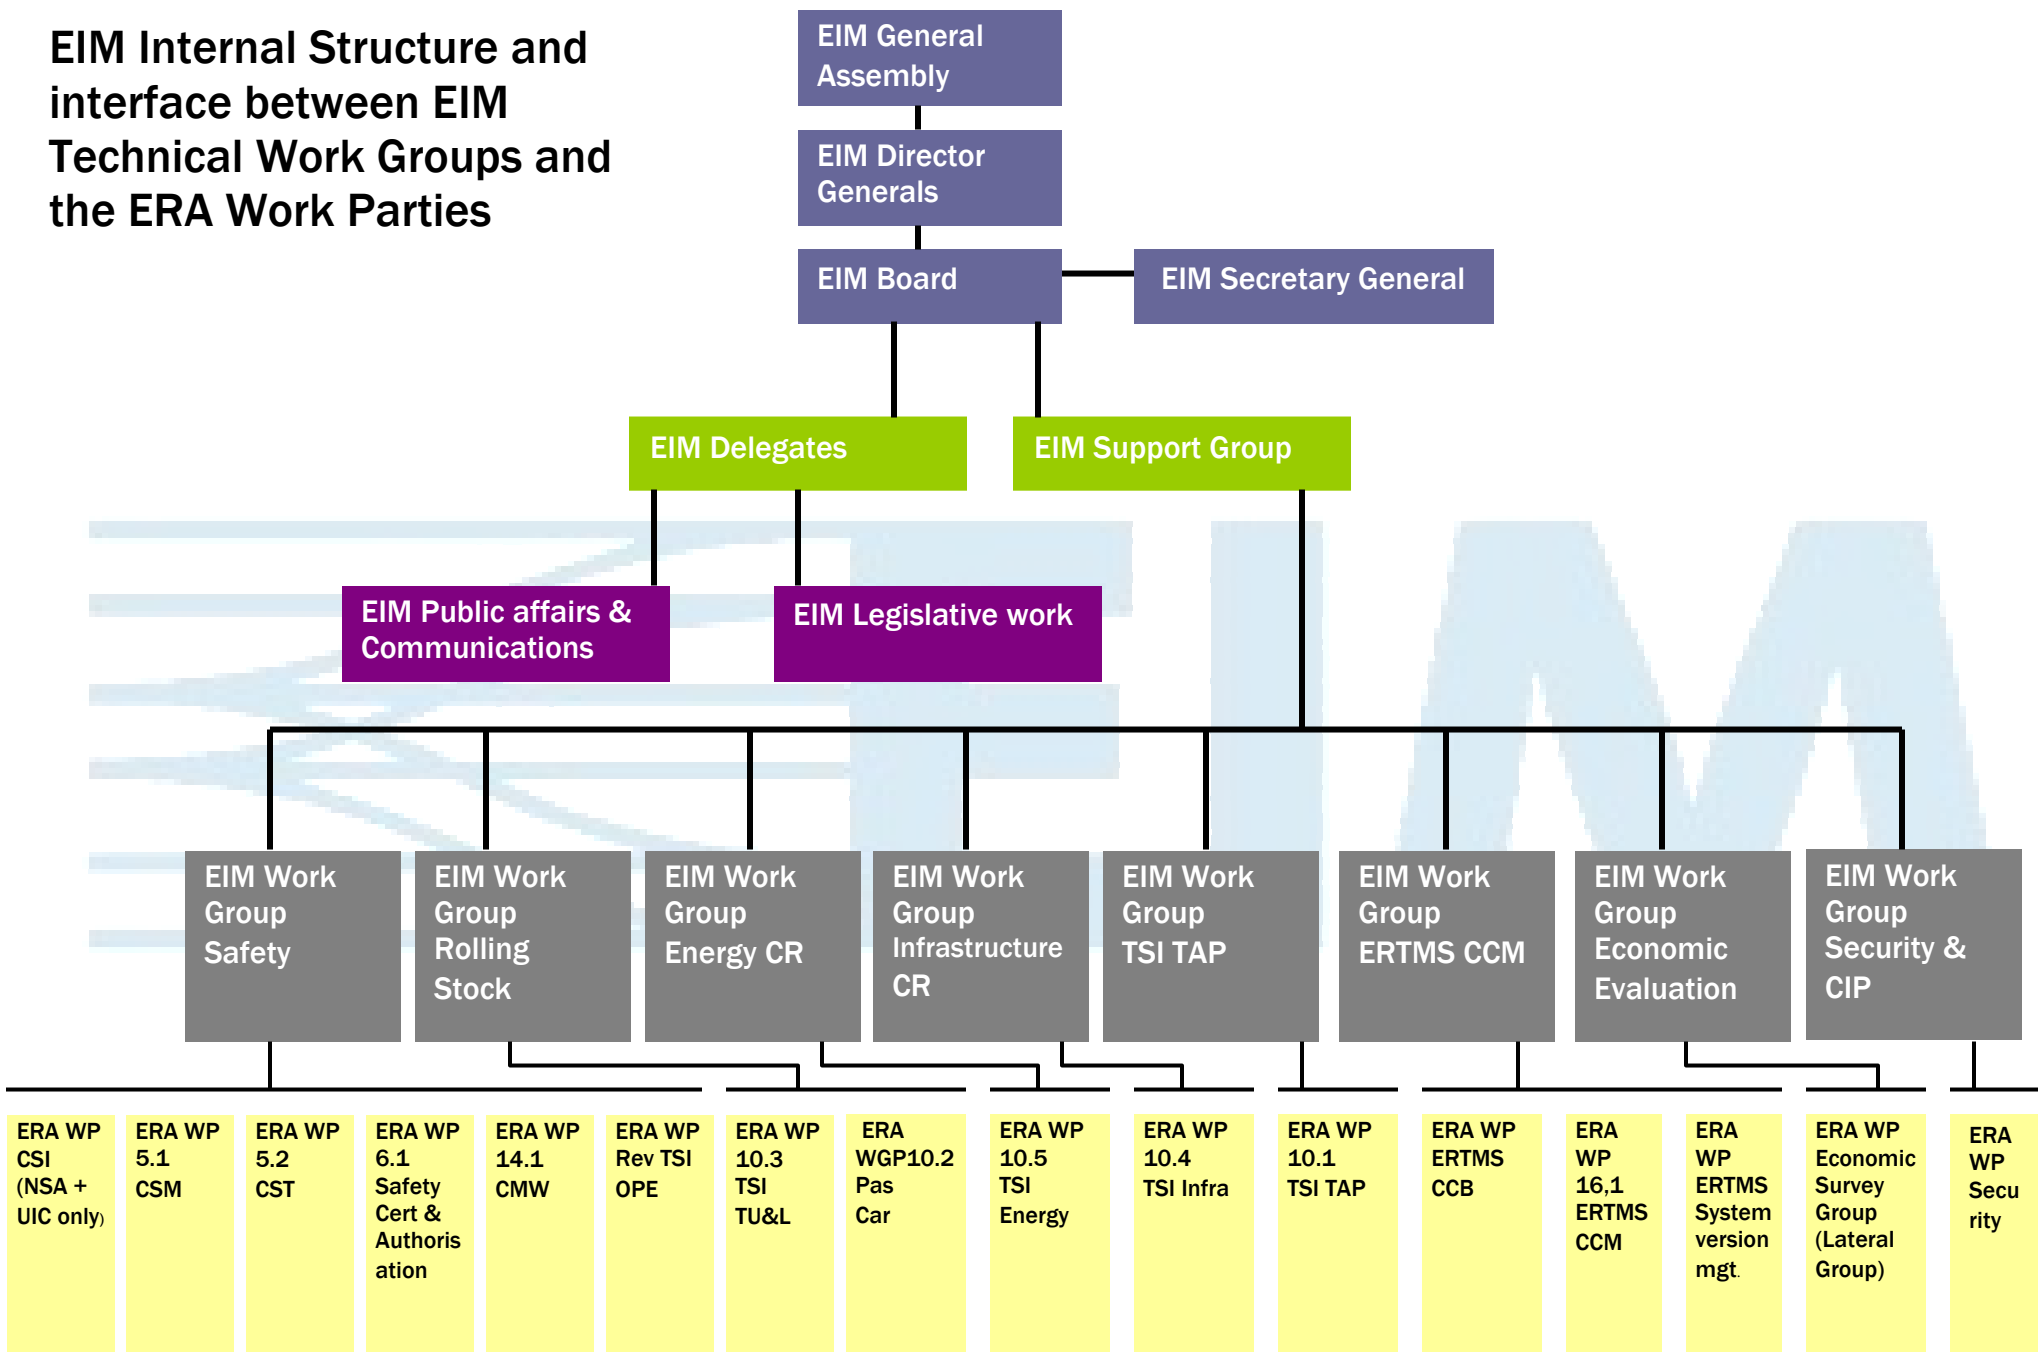 EIM Internal Structure and
interface between EIM
Technical Work Groups and
the ERA Work Parties
EIM General
Assembly
EIM Director
Generals
EIM Board
EIM Secretary General
EIM Delegates
EIM Support Group
EIM Public affairs &
Communications
EIM Legislative work
EIM
EIM Work
Group
Safety
EIM Work
Group
Rolling
Stock
EIM Work
Group
Energy CR
EIM Work
Group
Infrastructure
CR
EIM Work
Group
TSI TAP
EIM Work
Group
ERTMS CCM
EIM Work
Group
Economic
Evaluation
EIM Work
Group
Security &
CIP
ERA WP
CSI
(NSA +
UIC only)
ERA WP
5.1
CSM
ERA WP
5.2
CST
ERA WP
6.1
Safety
Cert &
Authoris
ation
ERA WP
14.1
CMW
ERA WP
Rev TSI
OPE
ERA WP
10.3
TSI
TU&L
ERA
WGP10.2
Pas
Car
ERA WP
10.5
TSI
Energy
ERA WP
10.4
TSI Infra
ERA WP
10.1
TSI TAP
ERA WP
ERTMS
CCB
ERA
WP
16,1
ERTMS
CCM
ERA
WP
ERTMS
System
version
mgt.
ERA WP
Economic
Survey
Group
(Lateral
Group)
ERA
WP
Secu
rity